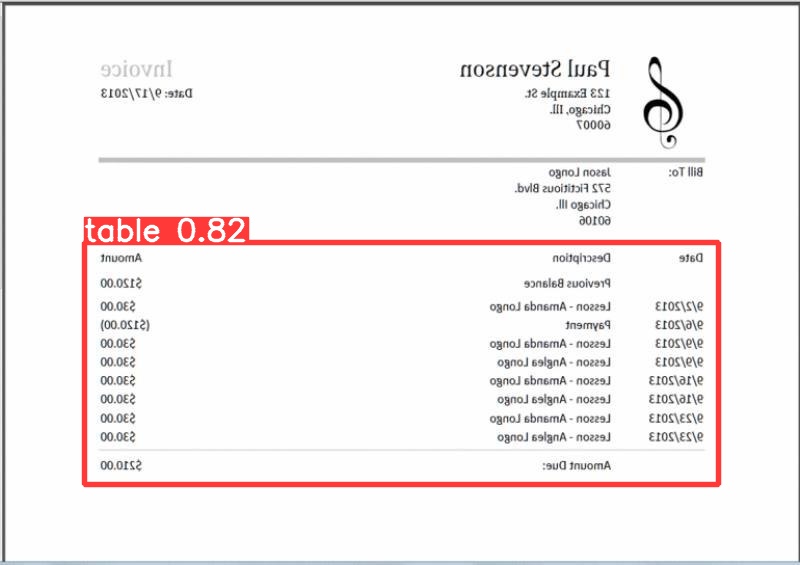 Paul Stevenson Invoice
123 Example St. Date: 9/17/2013
Chicago, Ill.
60007
Bill To: Jason Longo
572 Fictitious Blvd.
Chicago Ill.
60106
table 0.82
Date Description Amount
Previous Balance $120.00
9/2/2013 Lesson - Amanda Longo $30.00
9/6/2013 Payment ($120.00)
9/9/2013 Lesson - Amanda Longo $30.00
9/9/2013 Lesson - Anglea Longo $30.00
9/16/2013 Lesson - Amanda Longo $30.00
9/16/2013 Lesson - Anglea Longo $30.00
9/23/2013 Lesson - Amanda Longo $30.00
9/23/2013 Lesson - Anglea Longo $30.00
Amount Due: $210.00